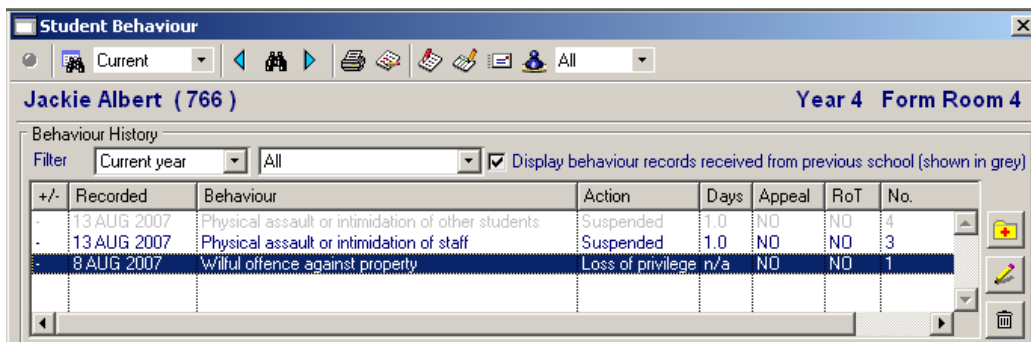 Student Behaviour
Current All
Jackie Albert (766) Year 4 Form Room 4
Behaviour History
Filter Current year All Display behaviour records received from previous school (shown in grey)
+/- Recorded Behaviour Action Days Appeal RoT No.
- 13 AUG 2007 Physical assault or intimidation of other students Suspended 1.0 NO NO 4
- 13 AUG 2007 Physical assault or intimidation of staff Suspended 1.0 NO NO 3
- 8 AUG 2007 Wilful offence against property Loss of privilege n/a NO NO 1